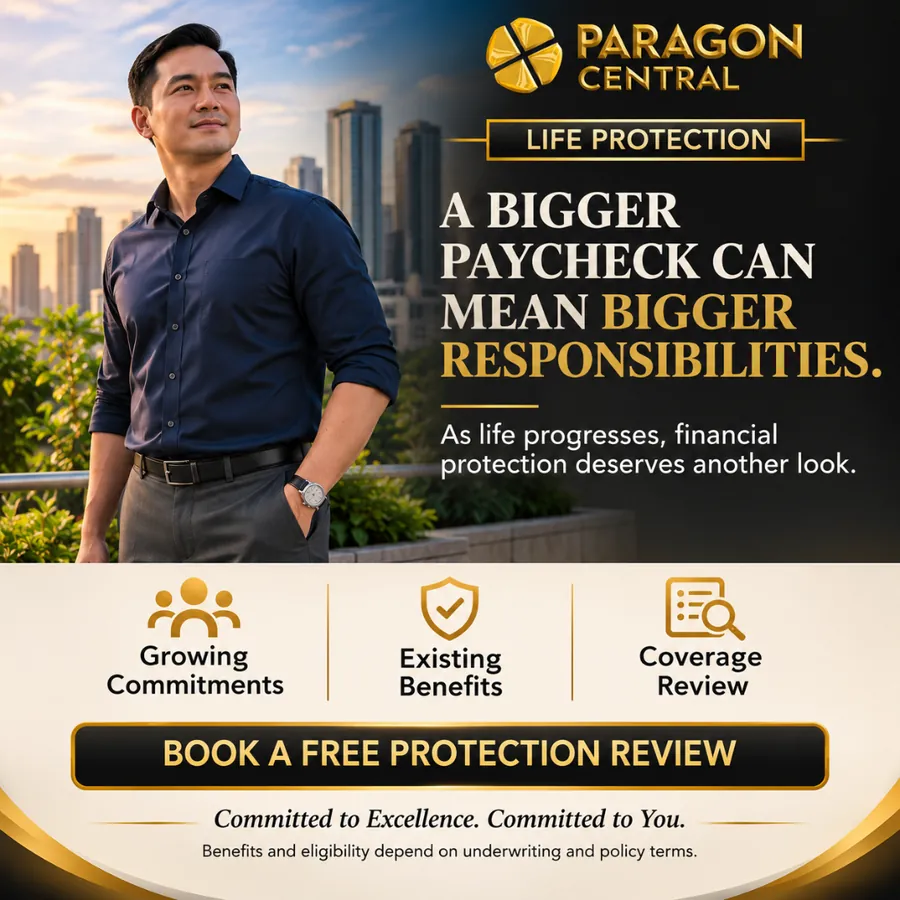 PARAGON
CENTRAL
LIFE PROTECTION
A BIGGER
PAYCHECK CAN
MEAN BIGGER
RESPONSIBILITIES.
As life progresses, financial
protection deserves another look.
Growing
Commitments
Existing
Benefits
Coverage
Review
BOOK A FREE PROTECTION REVIEW
Committed to Excellence. Committed to You.
Benefits and eligibility depend on underwriting and policy terms.